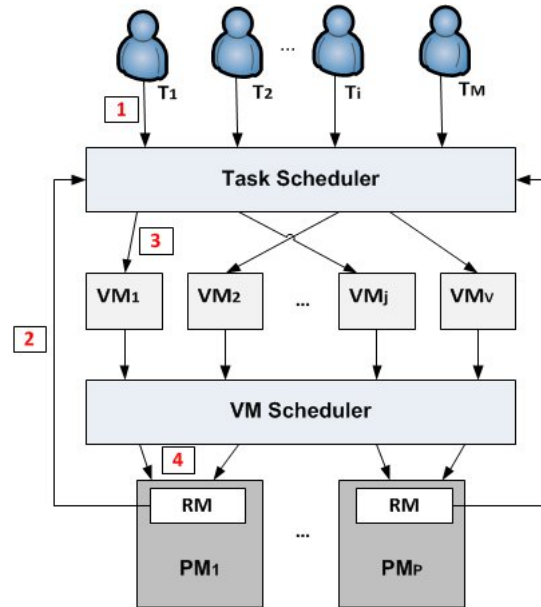 ...
T1 T2 Ti TM
1
Task Scheduler
3
VM1 VM2 ... VMj VMV
2
VM Scheduler
4
RM RM
...
PM1 PMP